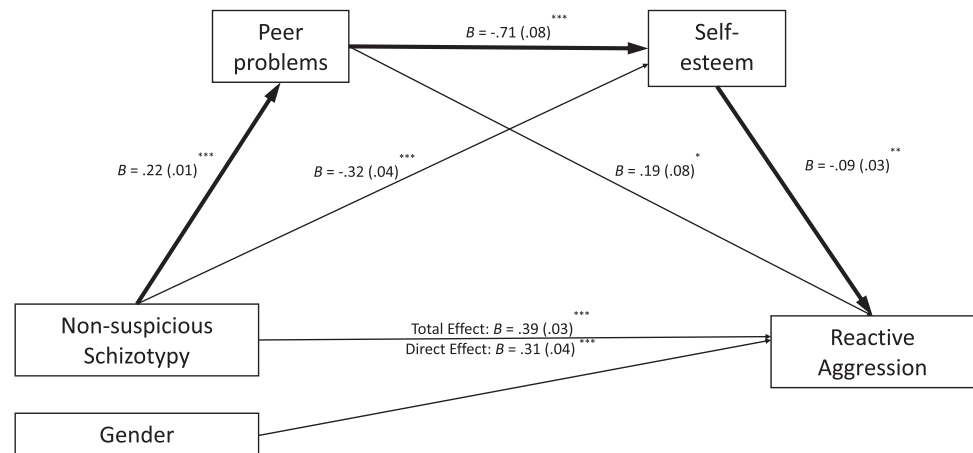 Peer
problems
B = -.71 (.08)***
Self-
esteem
B = .22 (.01)***
B = -.32 (.04)***
B = .19 (.08)*
B = -.09 (.03)**
Non-suspicious
Schizotypy
Total Effect: B = .39 (.03)***
Direct Effect: B = .31 (.04)***
Reactive
Aggression
Gender